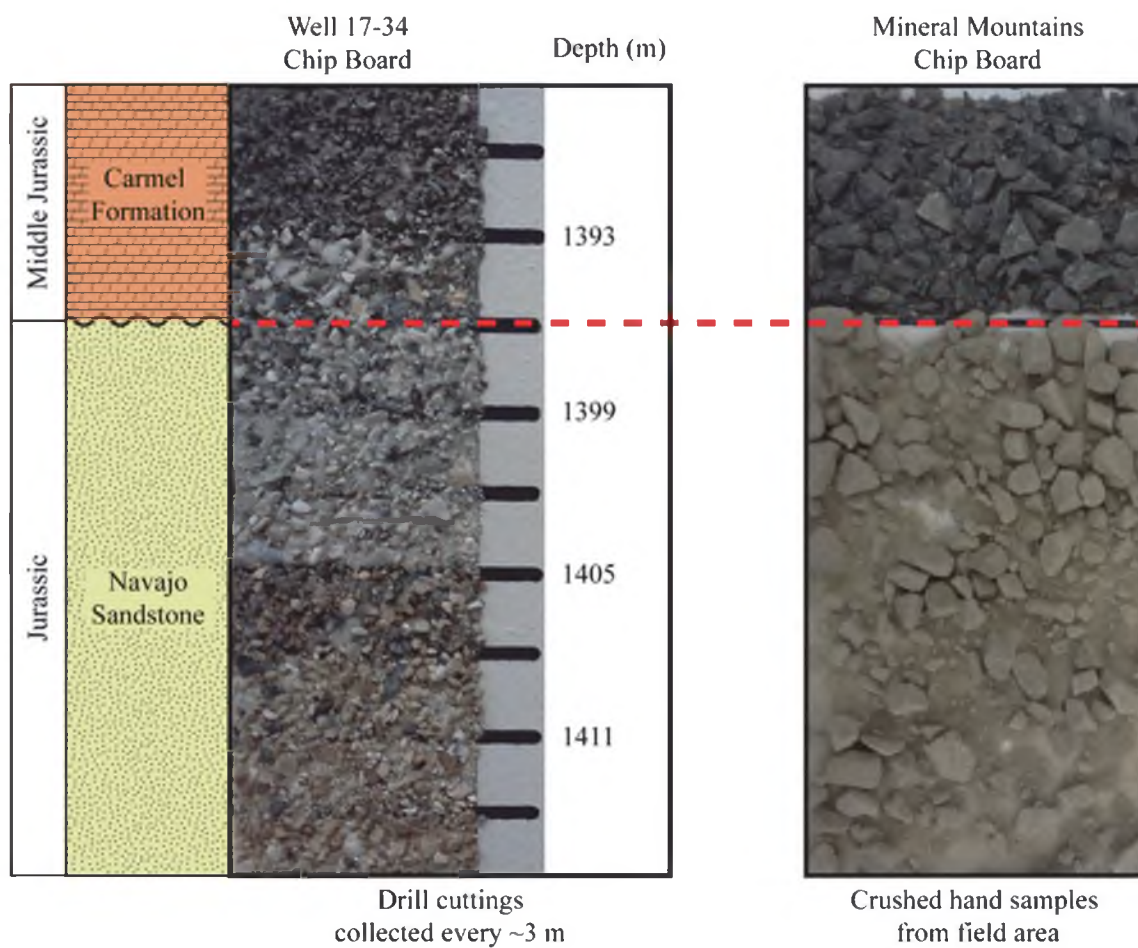 Well 17-34
Chip Board
Depth (m)
Mineral Mountains
Chip Board
Middle Jurassic
Carmel
Formation
1393
1399
Jurassic
Navajo
Sandstone
1405
1411
Drill cuttings
collected every ~3 m
Crushed hand samples
from field area